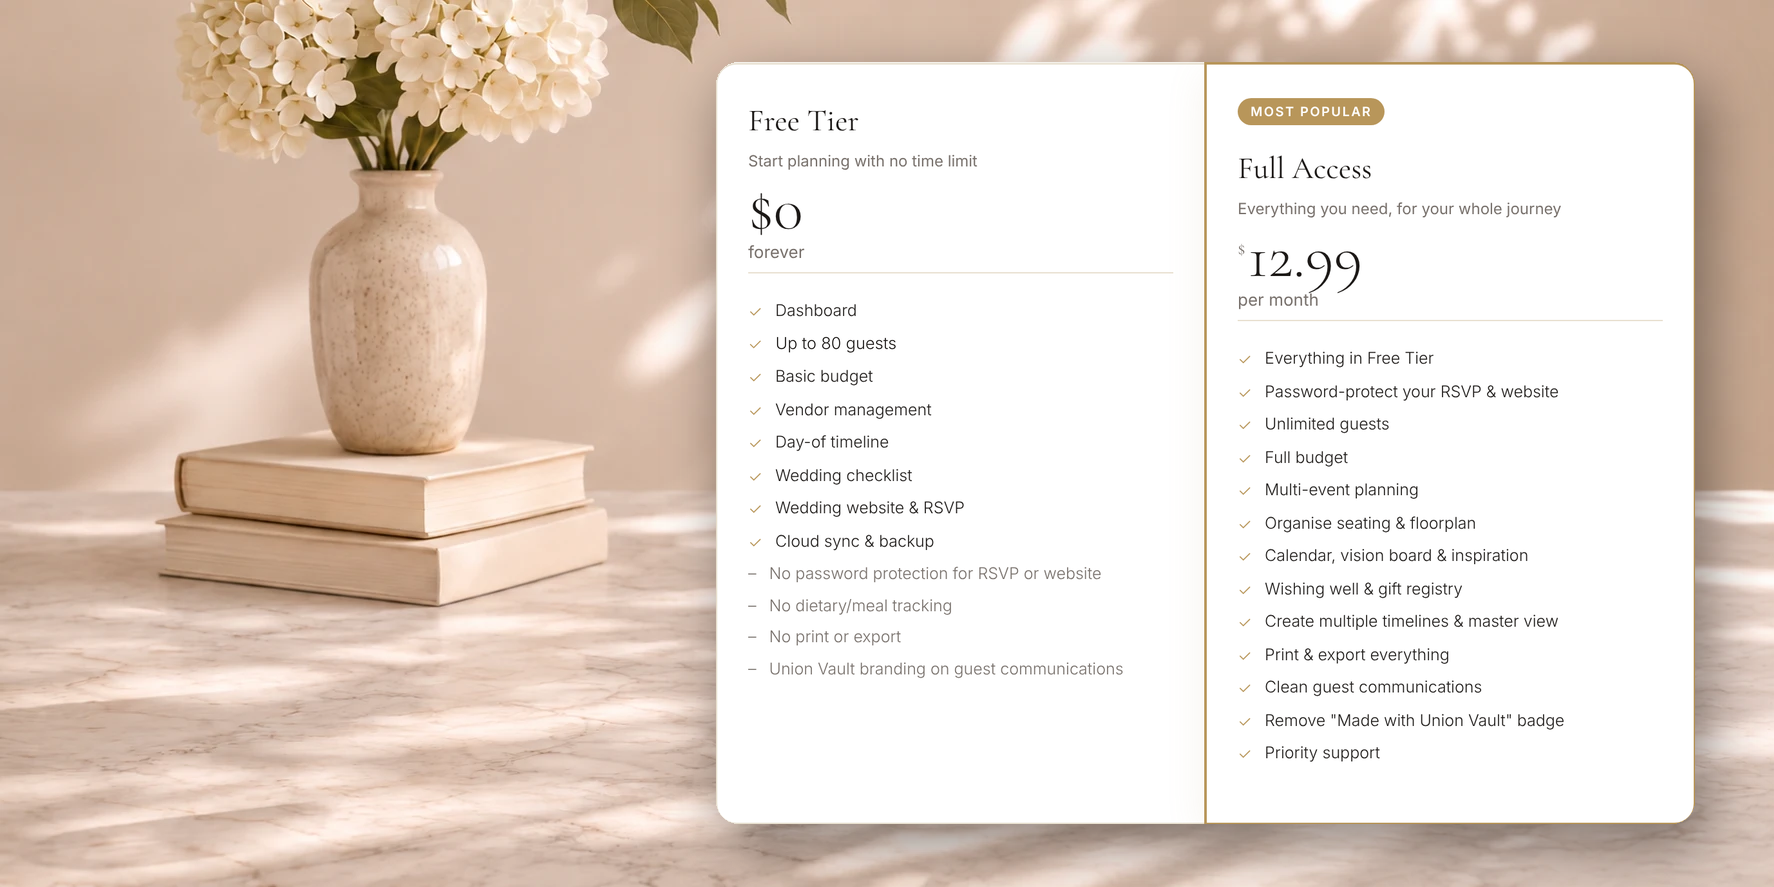 Free Tier
Start planning with no time limit
$0
forever
Dashboard
Up to 80 guests
Basic budget
Vendor management
Day-of timeline
Wedding checklist
Wedding website & RSVP
Cloud sync & backup
– No password protection for RSVP or website
– No dietary/meal tracking
– No print or export
– Union Vault branding on guest communications
MOST POPULAR
Full Access
Everything you need, for your whole journey
$12.99
per month
Everything in Free Tier
Password-protect your RSVP & website
Unlimited guests
Full budget
Multi-event planning
Organise seating & floorplan
Calendar, vision board & inspiration
Wishing well & gift registry
Create multiple timelines & master view
Print & export everything
Clean guest communications
Remove "Made with Union Vault" badge
Priority support